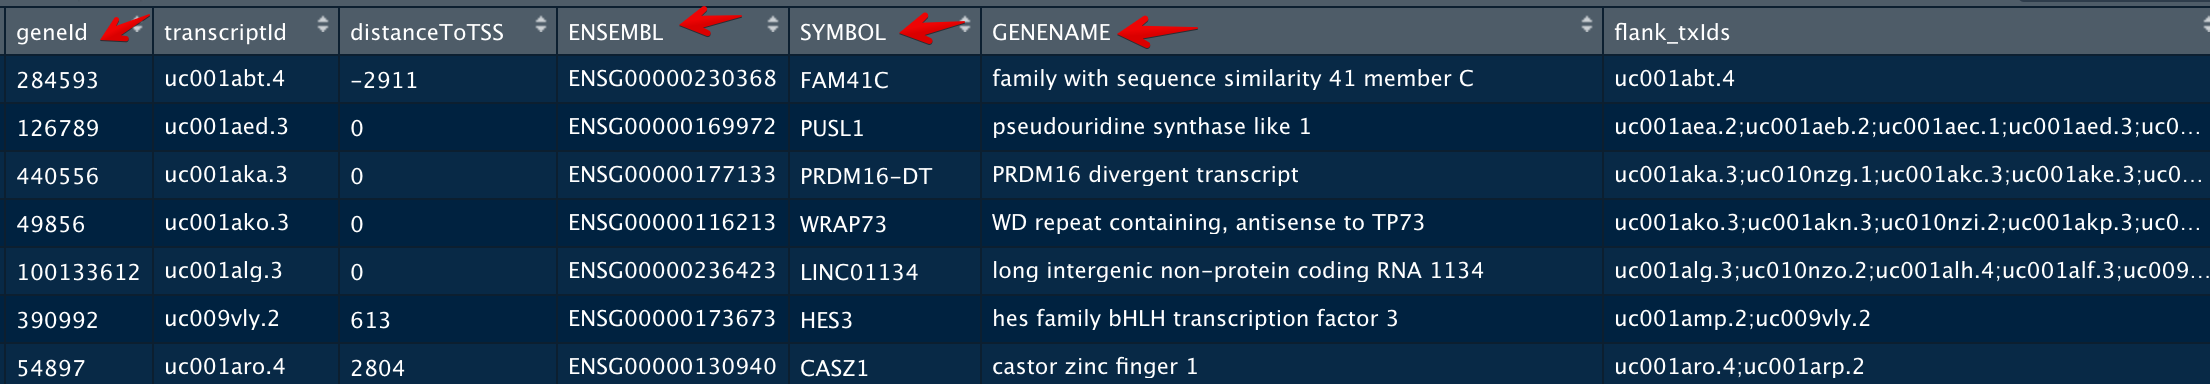 geneId transcriptId distanceToTSS ENSEMBL SYMBOL GENENAME flank_txIds
284593 uc001abt.4 -2911 ENSG00000230368 FAM41C family with sequence similarity 41 member C uc001abt.4
126789 uc001aed.3 0 ENSG00000169972 PUSL1 pseudouridine synthase like 1 uc001aea.2;uc001aeb.2;uc001aec.1;uc001aed.3;uc0...
440556 uc001aka.3 0 ENSG00000177133 PRDM16-DT PRDM16 divergent transcript uc001aka.3;uc010nzg.1;uc001akc.3;uc001ake.3;uc0...
49856 uc001ako.3 0 ENSG00000116213 WRAP73 WD repeat containing, antisense to TP73 uc001ako.3;uc001akn.3;uc010nzi.2;uc001akp.3;uc0...
100133612 uc001alg.3 0 ENSG00000236423 LINC01134 long intergenic non-protein coding RNA 1134 uc001alg.3;uc010nzo.2;uc001alh.4;uc001alf.3;uc009...
390992 uc009vly.2 613 ENSG00000173673 HES3 hes family bHLH transcription factor 3 uc001amp.2;uc009vly.2
54897 uc001aro.4 2804 ENSG00000130940 CASZ1 castor zinc finger 1 uc001aro.4;uc001arp.2